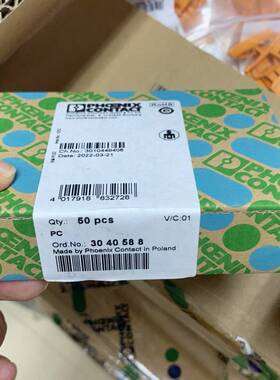 PHOENIX
CONTACT
RoHS
Ch.No.: 3010448406
Date: 2022-03-21
4 017918 832728
Qty.: 50 pcs
V/C:01
PC
Ord.No.: 30 40 58 8
Made by Phoenix Contact in Poland